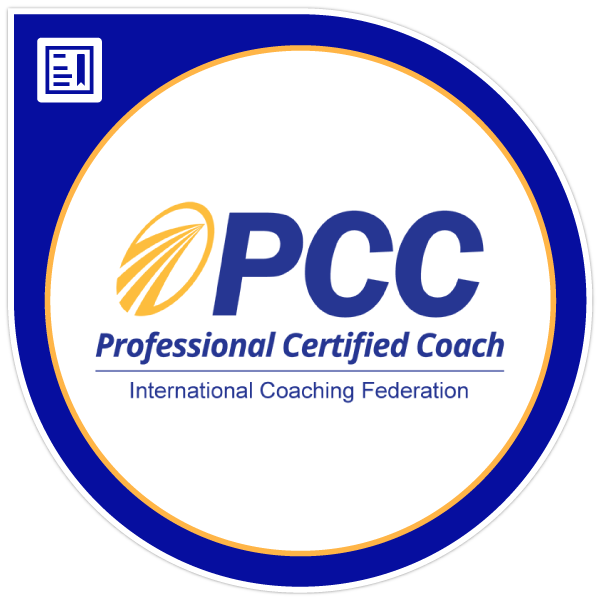 PCC
Professional Certified Coach
International Coaching Federation